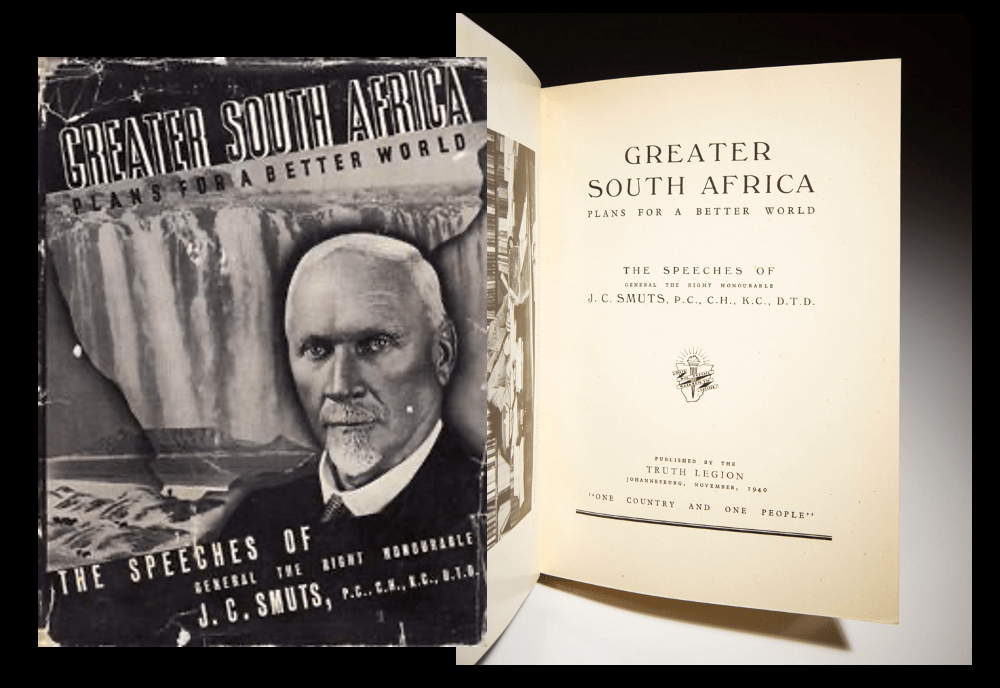 GREATER SOUTH AFRICA
PLANS FOR A BETTER WORLD
THE SPEECHES OF
GENERAL THE RIGHT HONOURABLE
J. C. SMUTS, P.C., C.H., K.C., D.T.D.
GREATER
SOUTH AFRICA
PLANS FOR A BETTER WORLD
THE SPEECHES OF
GENERAL THE RIGHT HONOURABLE
J. C. SMUTS, P.C., C.H., K.C., D.T.D.
PUBLISHED BY THE
TRUTH LEGION
JOHANNESBURG, NOVEMBER, 1940
"ONE COUNTRY AND ONE PEOPLE"